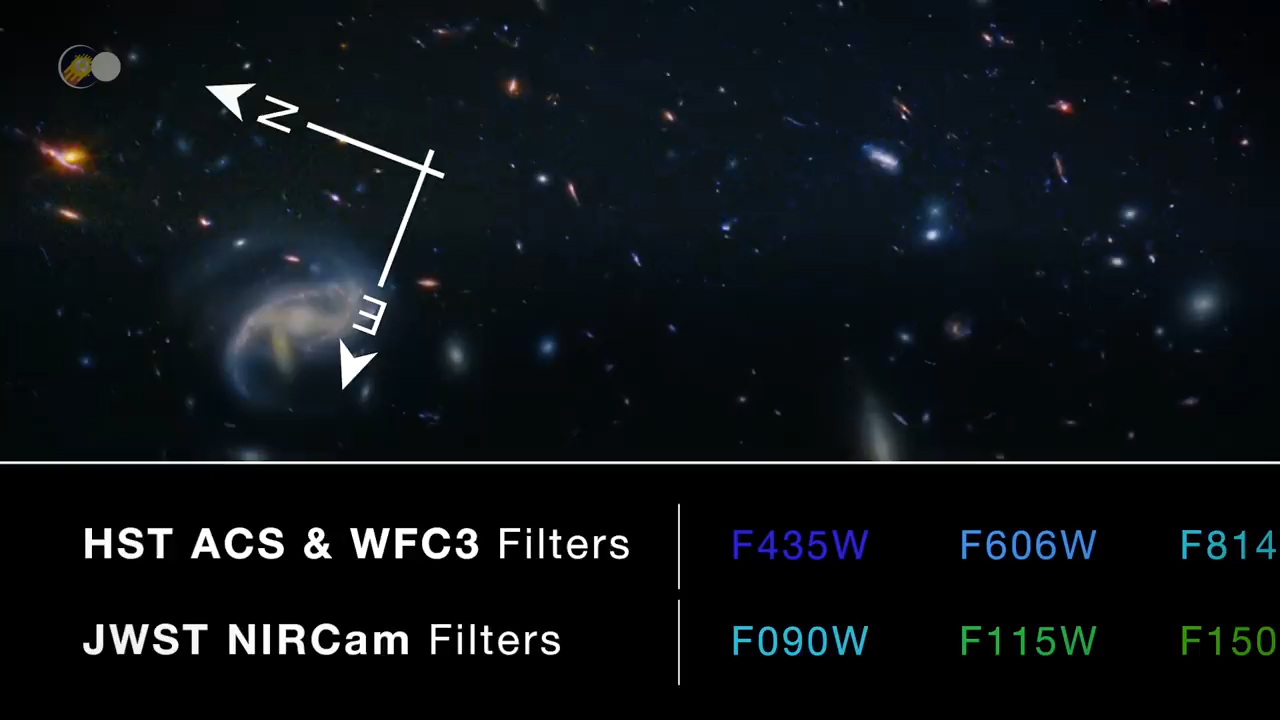 N
E
HST ACS & WFC3 Filters F435W F606W F814
JWST NIRCam Filters F090W F115W F150